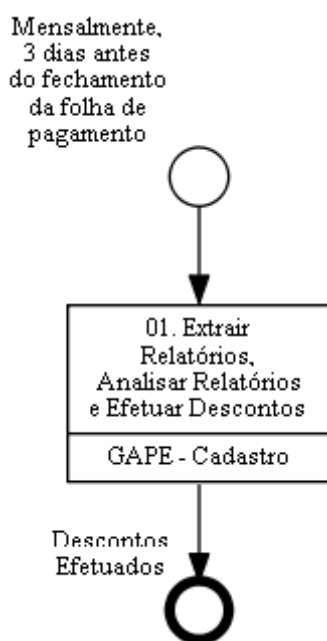 Mensalmente,
3 dias antes
do fechamento
da folha de
pagamento
01. Extrair
Relatórios,
Analisar Relatórios
e Efetuar Descontos
GAPE - Cadastro
Descontos
Efetuados